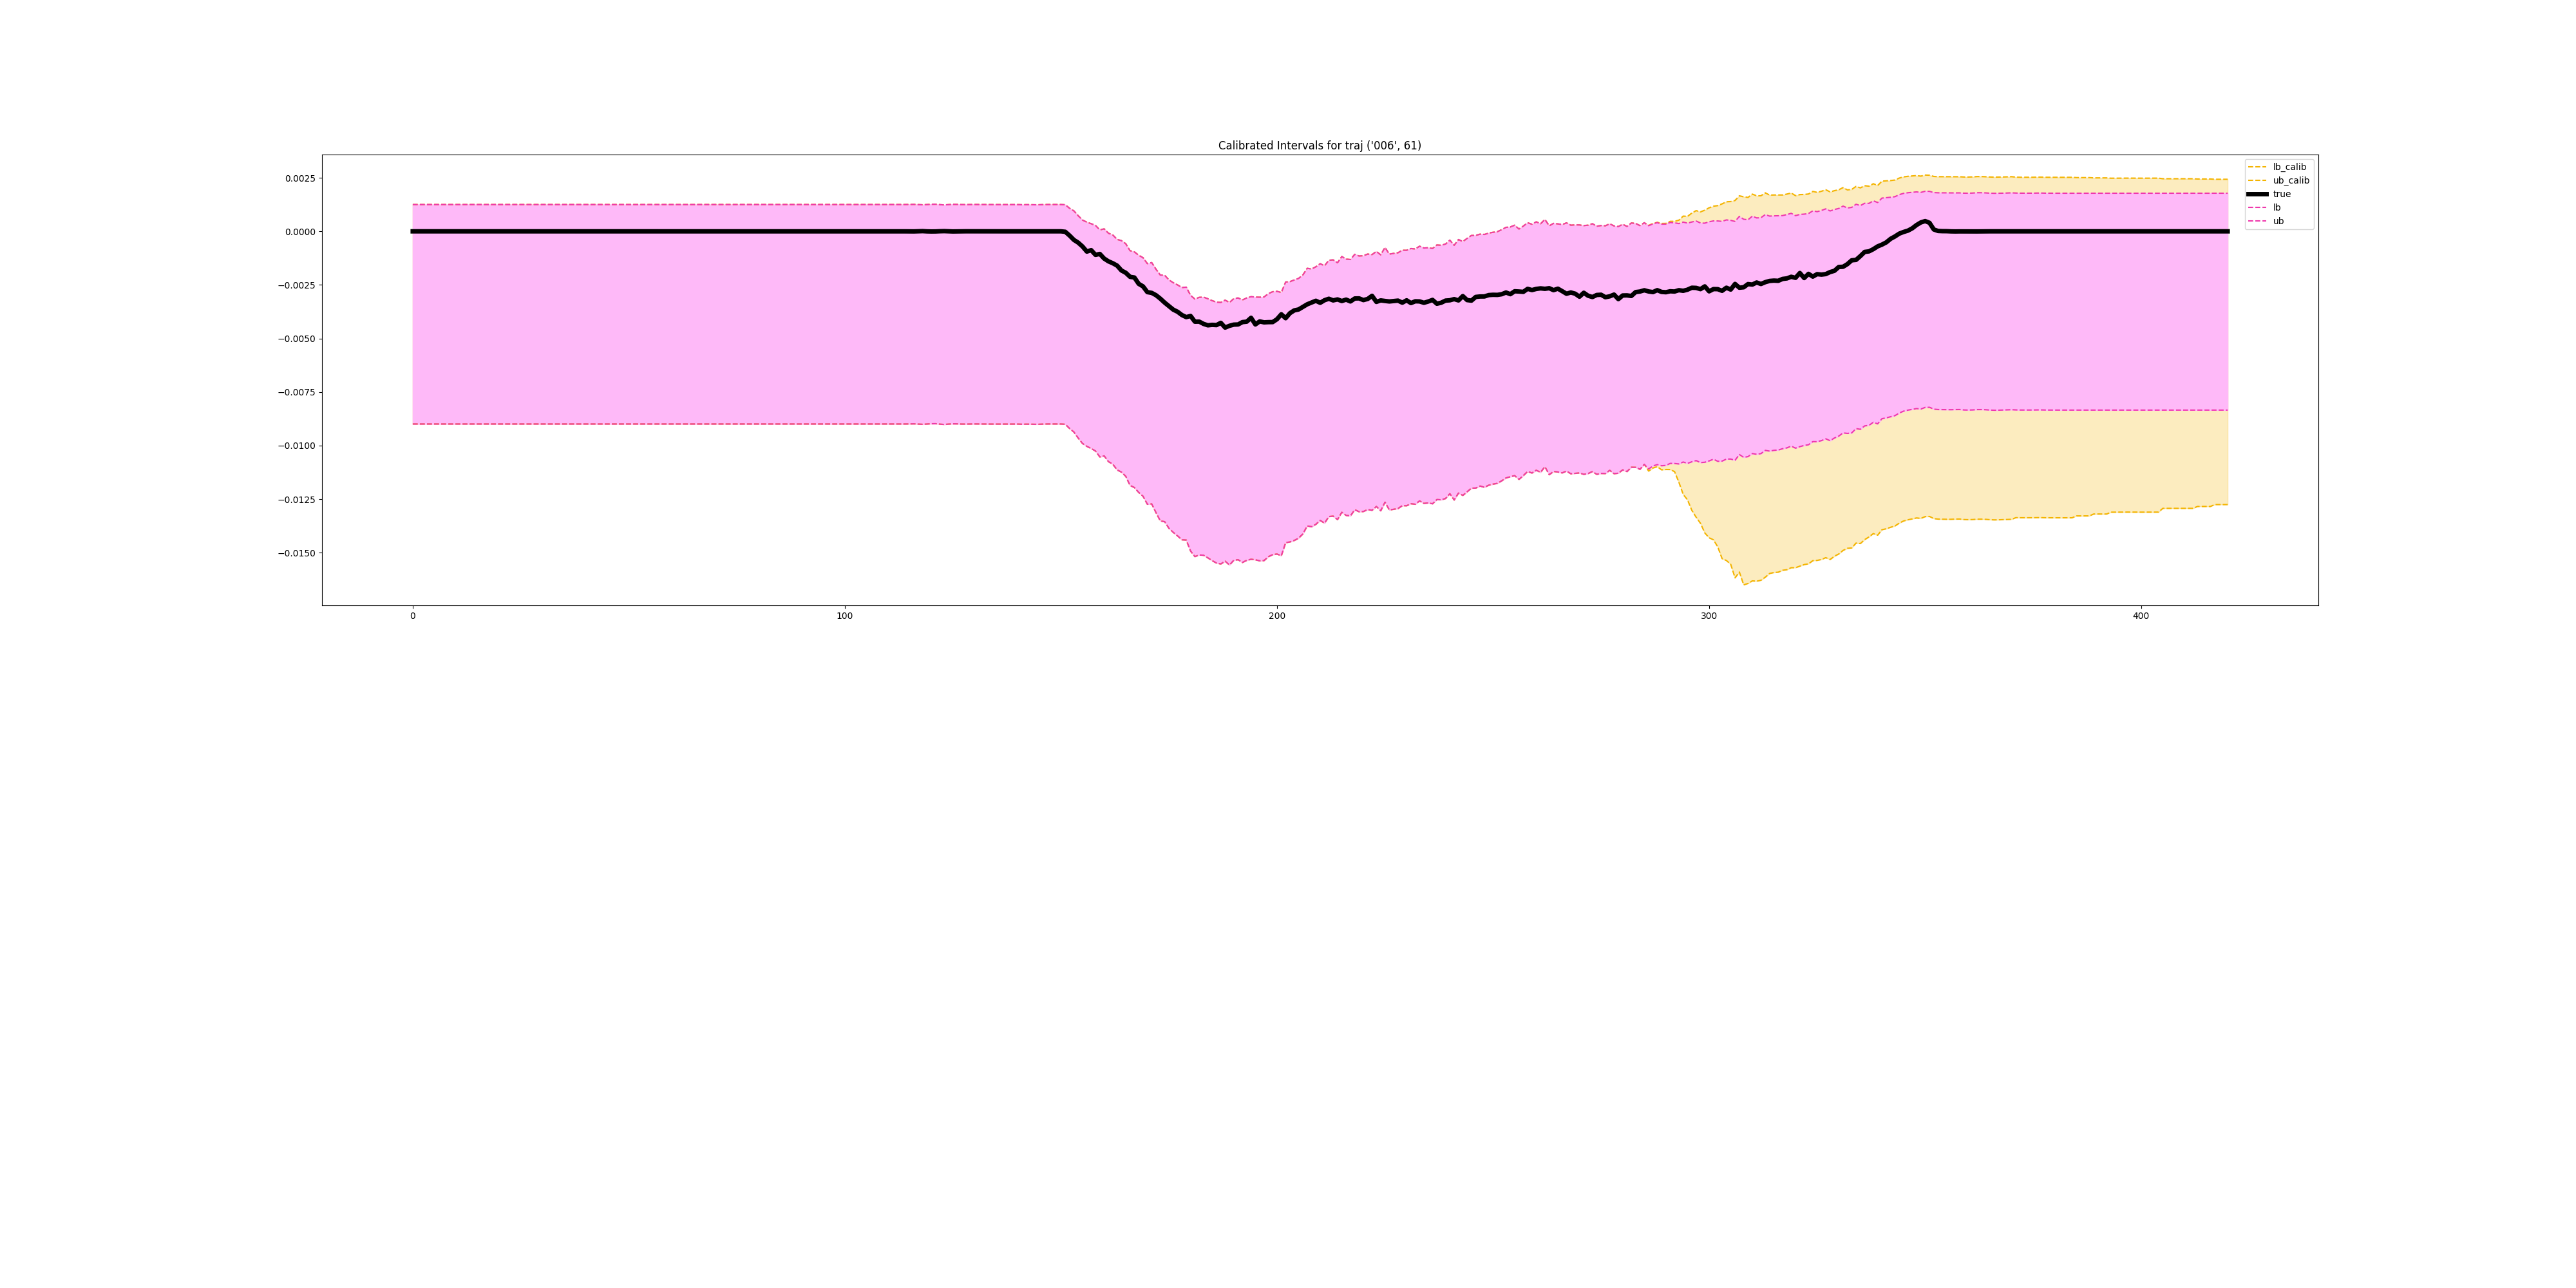 Calibrated Intervals for traj ('006', 61)
lb_calib
ub_calib
true
lb
ub
0.0025
0.0000
−0.0025
−0.0050
−0.0075
−0.0100
−0.0125
−0.0150
0 100 200 300 400